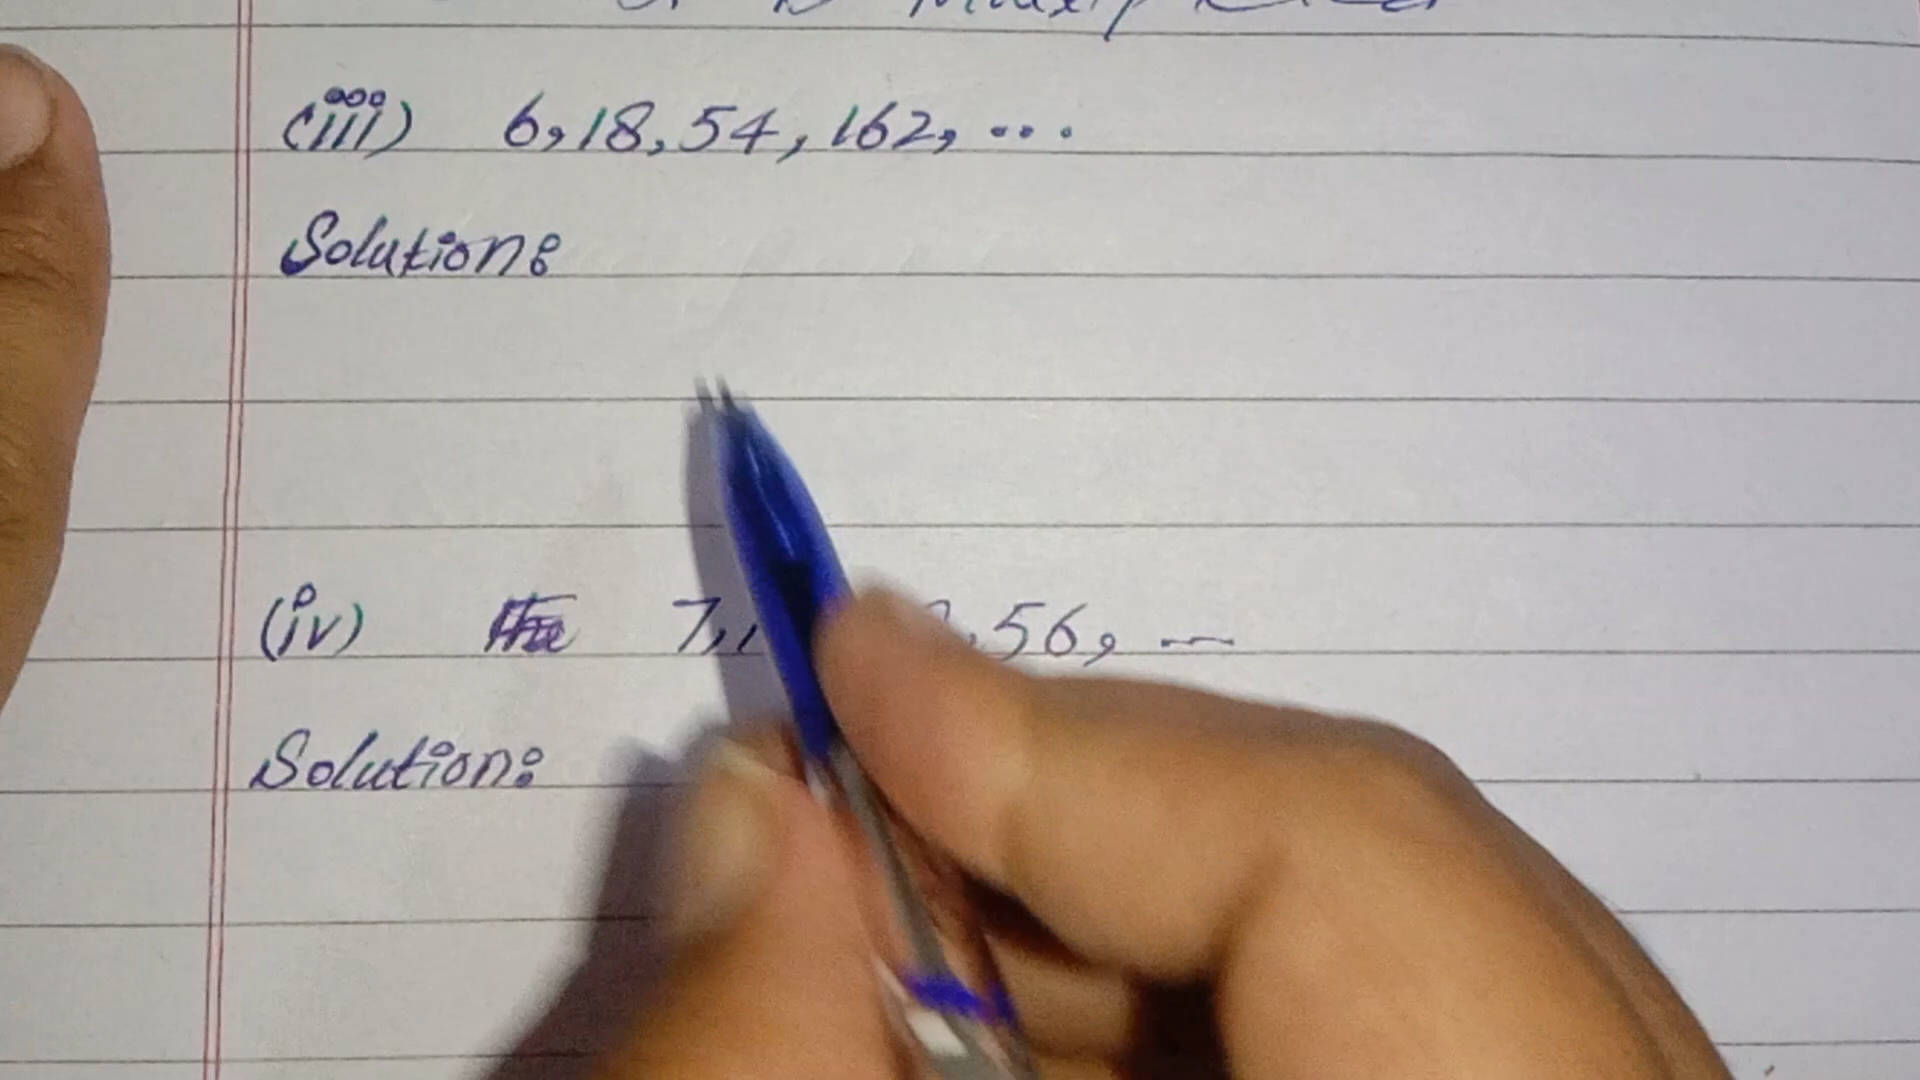 (iii) 6, 18, 54, 162, ...
Solution:
(iv) 7, 56, —
Solution: